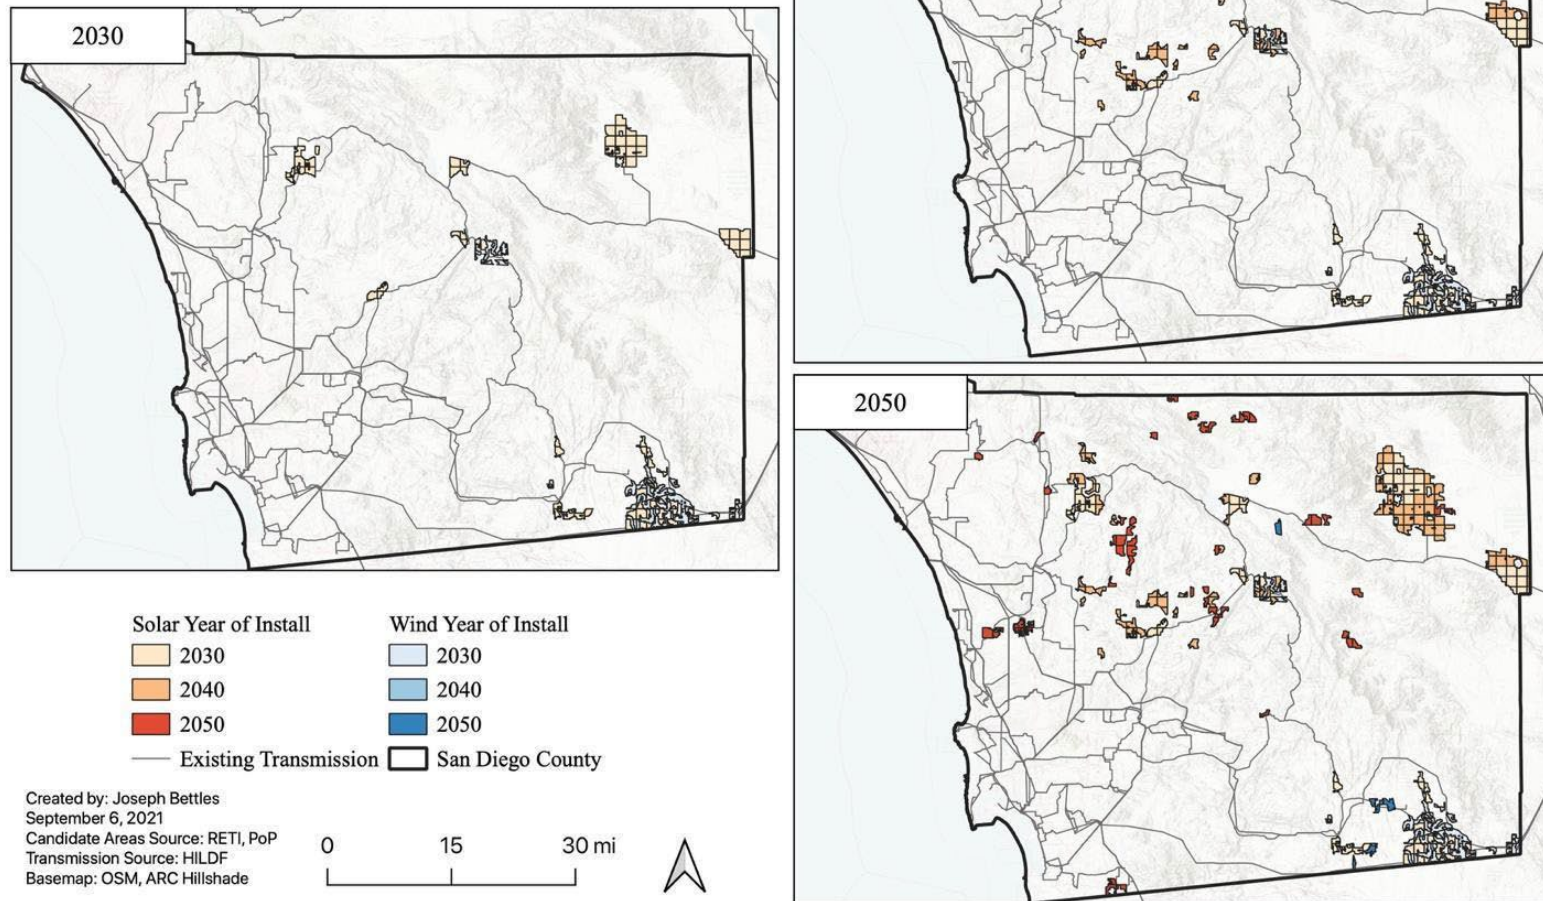 2030
2050
Solar Year of Install
2030
2040
2050
Existing Transmission
Wind Year of Install
2030
2040
2050
San Diego County
Created by: Joseph Bettles
September 6, 2021
Candidate Areas Source: RETI, PoP
Transmission Source: HILDF
Basemap: OSM, ARC Hillshade
0 15 30 mi